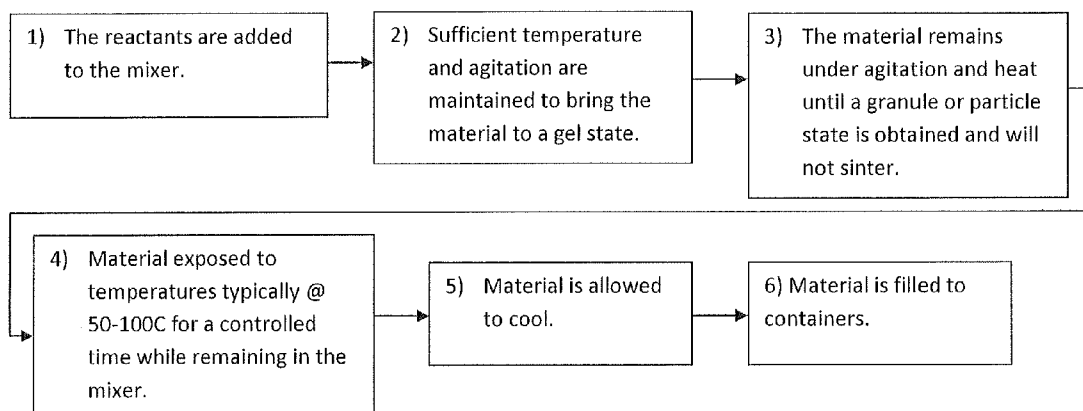 1) The reactants are added
to the mixer.
2) Sufficient temperature
and agitation are
maintained to bring the
material to a gel state.
3) The material remains
under agitation and heat
until a granule or particle
state is obtained and will
not sinter.
4) Material exposed to
temperatures typically @
50-100C for a controlled
time while remaining in the
mixer.
5) Material is allowed
to cool.
6) Material is filled to
containers.